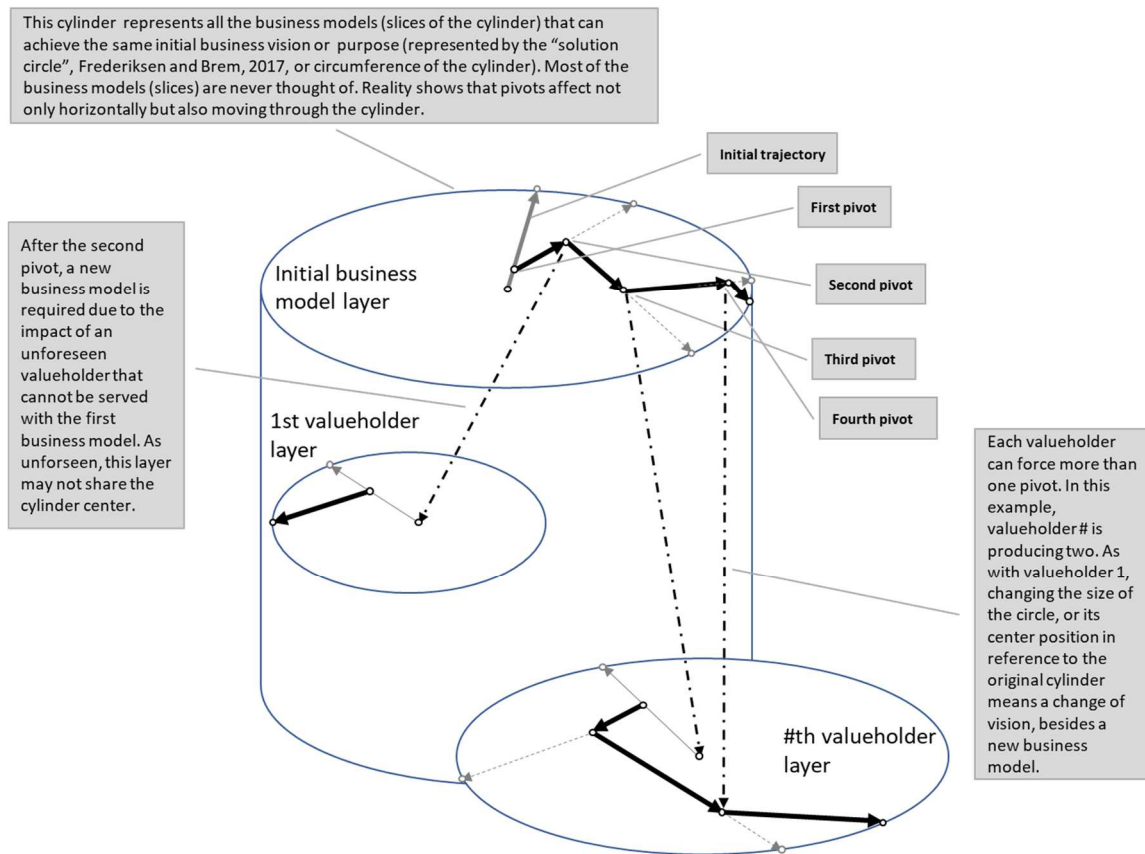 This cylinder represents all the business models (slices of the cylinder) that can
achieve the same initial business vision or purpose (represented by the “solution
circle”, Frederiksen and Brem, 2017, or circumference of the cylinder). Most of the
business models (slices) are never thought of. Reality shows that pivots affect not
only horizontally but also moving through the cylinder.
Initial trajectory
First pivot
Second pivot
Third pivot
Fourth pivot
After the second
pivot, a new
business model is
required due to the
impact of an
unforeseen
valueholder that
cannot be served
with the first
business model. As
unforseen, this layer
may not share the
cylinder center.
Initial business
model layer
1st valueholder
layer
Each valueholder
can force more than
one pivot. In this
example,
valueholder # is
producing two. As
with valueholder 1,
changing the size of
the circle, or its
center position in
reference to the
original cylinder
means a change of
vision, besides a
new business
model.
#th valueholder
layer